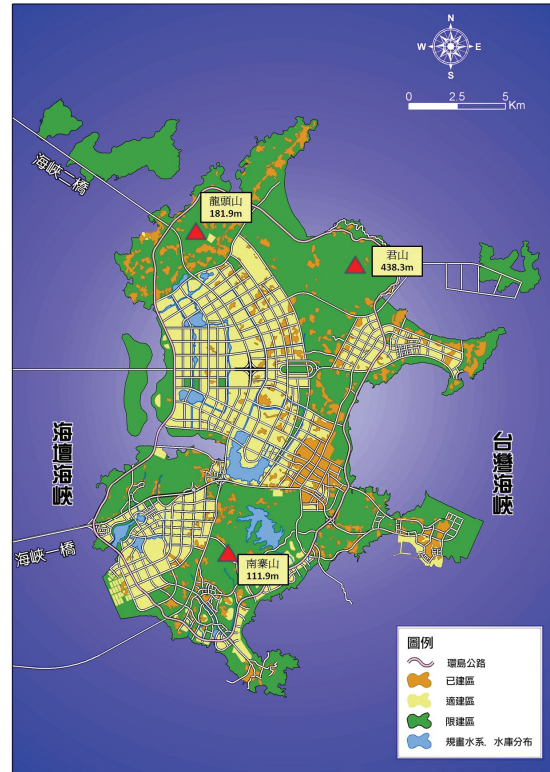 N
W
E
S
0
2.5
5
Km
海峽二橋
龍頭山
181.9m
君山
438.3m
海壇海峽
台灣海峽
海峽一橋
南寨山
111.9m
圖例
環島公路
已建區
適建區
限建區
規畫水系. 水庫分布